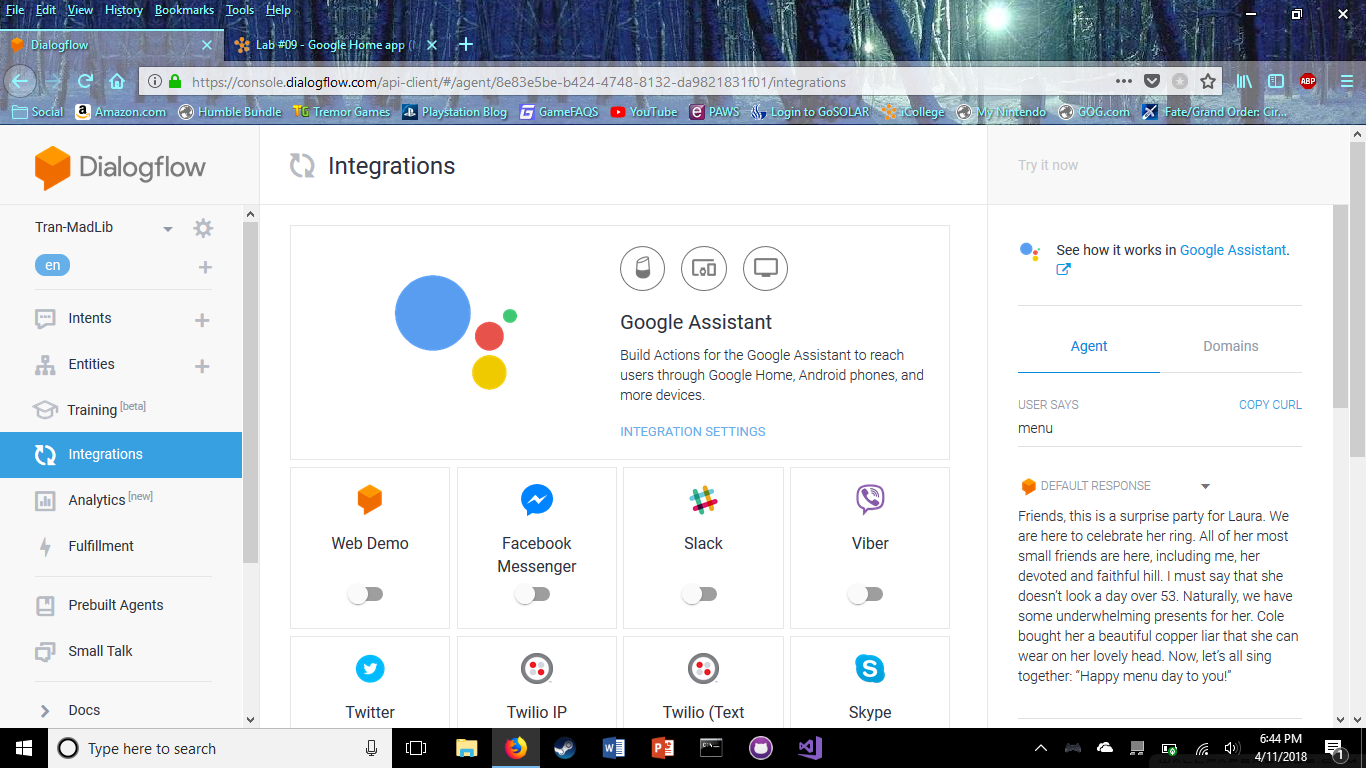 File Edit View History Bookmarks Tools Help
Dialogflow
Lab #09 - Google Home app (
https://console.dialogflow.com/api-client/#/agent/8e83e5be-b424-4748-8132-da9821831f01/integrations
ABP
Social Amazon.com Humble Bundle TG Tremor Games Playstation Blog GameFAQS YouTube PAWS Login to GoSOLAR iCollege My Nintendo GOG.com Fate/Grand Order: Cir...
Dialogflow
Integrations
Try it now
Tran-MadLib
en
Intents
Entities
Training [beta]
Integrations
Analytics [new]
Fulfillment
Prebuilt Agents
Small Talk
Docs
Google Assistant
Build Actions for the Google Assistant to reach
users through Google Home, Android phones, and
more devices.
INTEGRATION SETTINGS
Web Demo
Facebook
Messenger
Slack
Viber
Twitter
Twilio IP
Twilio (Text
Skype
See how it works in Google Assistant.
Agent Domains
USER SAYS COPY CURL
menu
DEFAULT RESPONSE
Friends, this is a surprise party for Laura. We
are here to celebrate her ring. All of her most
small friends are here, including me, her
devoted and faithful hill. I must say that she
doesn't look a day over 53. Naturally, we have
some underwhelming presents for her. Cole
bought her a beautiful copper liar that she can
wear on her lovely head. Now, let's all sing
together: “Happy menu day to you!”
Type here to search
6:44 PM
4/11/2018
1